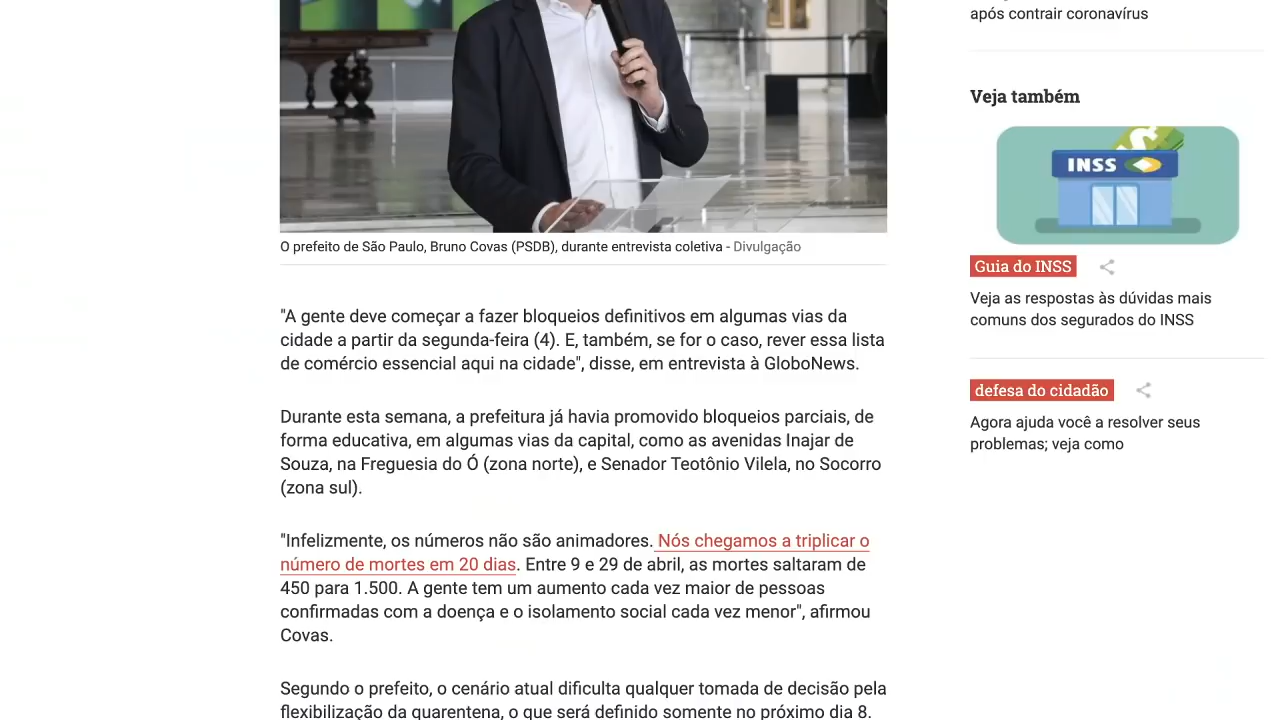 após contrair coronavírus
Veja também
INSS
O prefeito de São Paulo, Bruno Covas (PSDB), durante entrevista coletiva - Divulgação
Guia do INSS
Veja as respostas às dúvidas mais
comuns dos segurados do INSS
"A gente deve começar a fazer bloqueios definitivos em algumas vias da
cidade a partir da segunda-feira (4). E, também, se for o caso, rever essa lista
de comércio essencial aqui na cidade", disse, em entrevista à GloboNews.
defesa do cidadão
Agora ajuda você a resolver seus
problemas; veja como
Durante esta semana, a prefeitura já havia promovido bloqueios parciais, de
forma educativa, em algumas vias da capital, como as avenidas Inajar de
Souza, na Freguesia do Ó (zona norte), e Senador Teotônio Vilela, no Socorro
(zona sul).
"Infelizmente, os números não são animadores. Nós chegamos a triplicar o
número de mortes em 20 dias. Entre 9 e 29 de abril, as mortes saltaram de
450 para 1.500. A gente tem um aumento cada vez maior de pessoas
confirmadas com a doença e o isolamento social cada vez menor", afirmou
Covas.
Segundo o prefeito, o cenário atual dificulta qualquer tomada de decisão pela
flexibilização da quarentena, o que será definido somente no próximo dia 8.